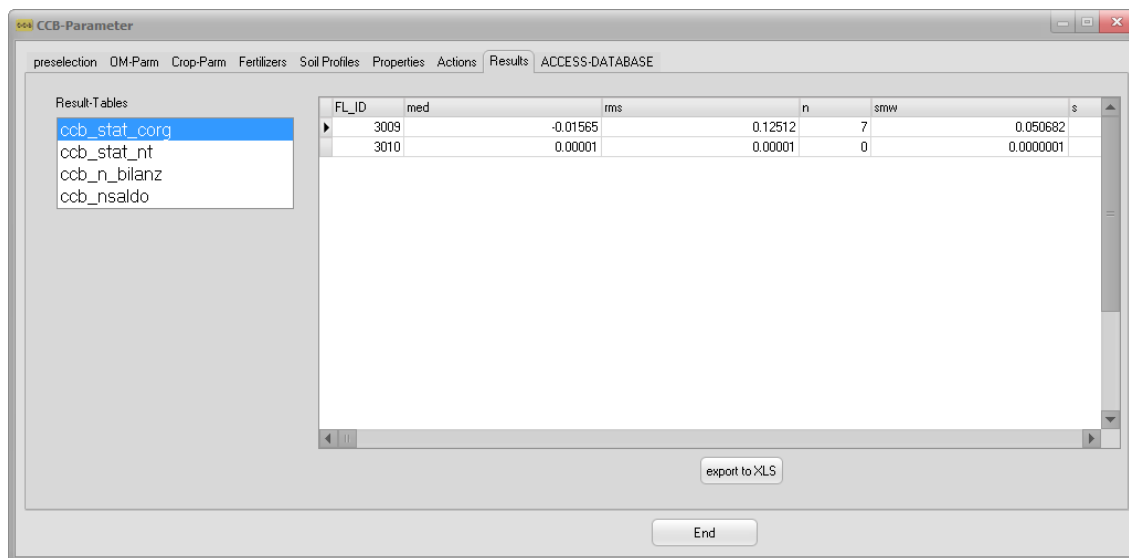 CCB-Parameter
preselection OM-Parm Crop-Parm Fertilizers Soil Profiles Properties Actions Results ACCESS-DATABASE
Result-Tables
ccb_stat_corg
ccb_stat_nt
ccb_n_bilanz
ccb_nsaldo
FL_ID med rms n smw s
3009 -0.01565 0.12512 7 0.050682
3010 0.00001 0.00001 0 0.0000001
export to XLS
End